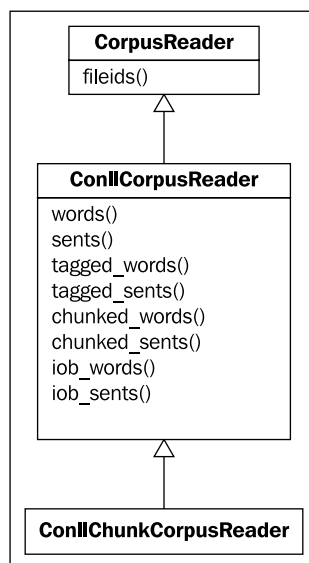 CorpusReader
fileids()
ConllCorpusReader
words()
sents()
tagged_words()
tagged_sents()
chunked_words()
chunked_sents()
iob_words()
iob_sents()
ConllChunkCorpusReader